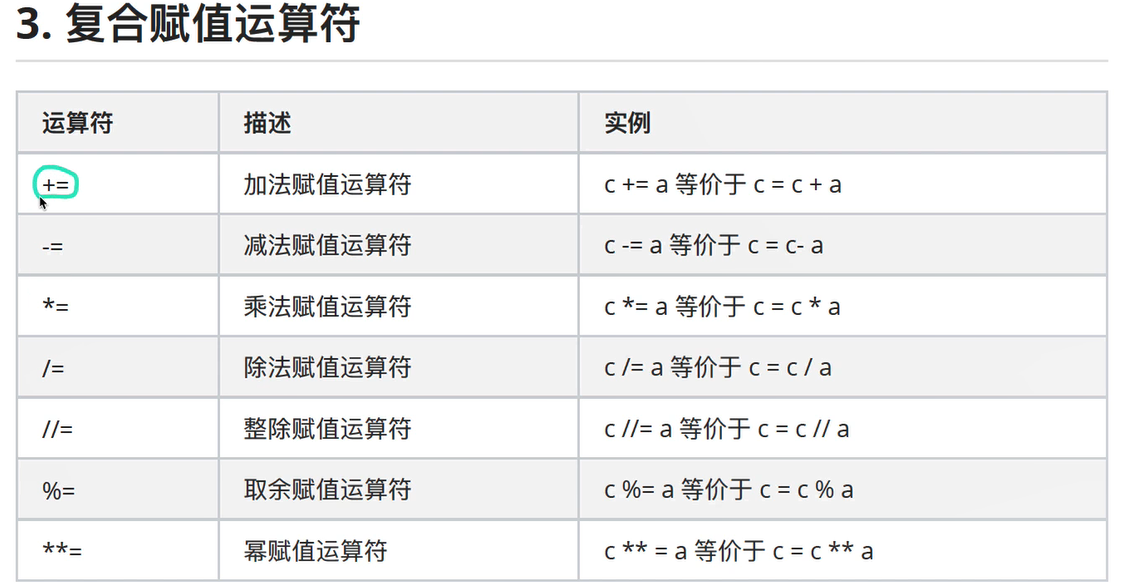 3. 复合赋值运算符
运算符 描述 实例
+= 加法赋值运算符 c += a 等价于 c = c + a
-= 减法赋值运算符 c -= a 等价于 c = c- a
*= 乘法赋值运算符 c *= a 等价于 c = c * a
/= 除法赋值运算符 c /= a 等价于 c = c / a
//= 整除赋值运算符 c //= a 等价于 c = c // a
%= 取余赋值运算符 c %= a 等价于 c = c % a
**= 幂赋值运算符 c ** = a 等价于 c = c ** a